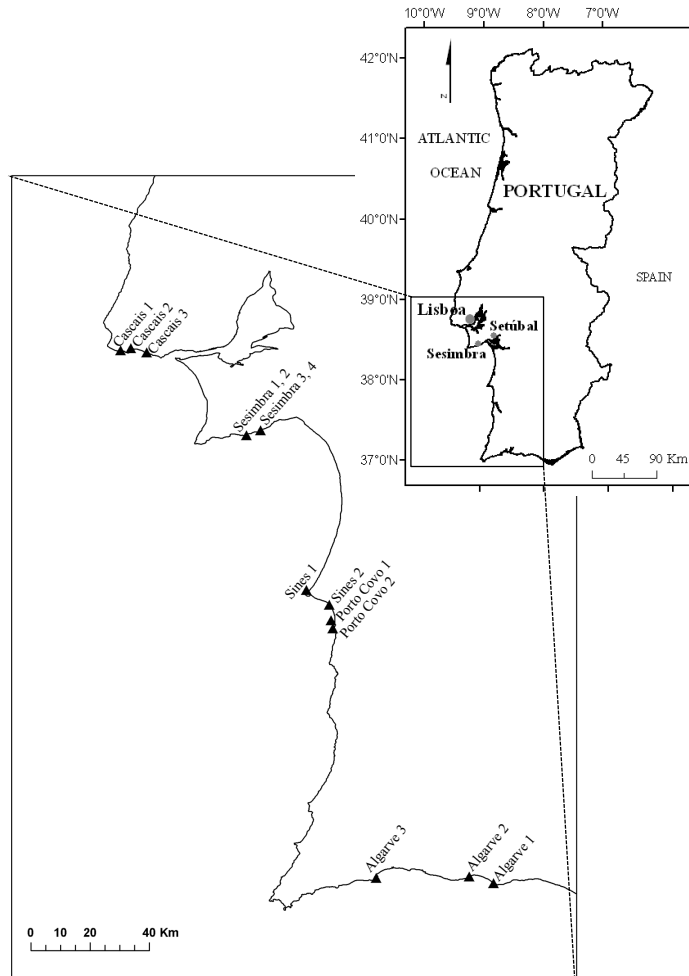 10°0'W 9°0'W 8°0'W 7°0'W
42°0'N
41°0'N
40°0'N
39°0'N
38°0'N
37°0'N
z
ATLANTIC
OCEAN
PORTUGAL
SPAIN
Lisboa
Setúbal
Sesimbra
0 45 90 Km
Cascais 1
Cascais 2
Cascais 3
Sesimbra 1, 2
Sesimbra 3, 4
Sines 1
Sines 2
Porto Covo 1
Porto Covo 2
Algarve 3
Algarve 2
Algarve 1
0 10 20 40 Km